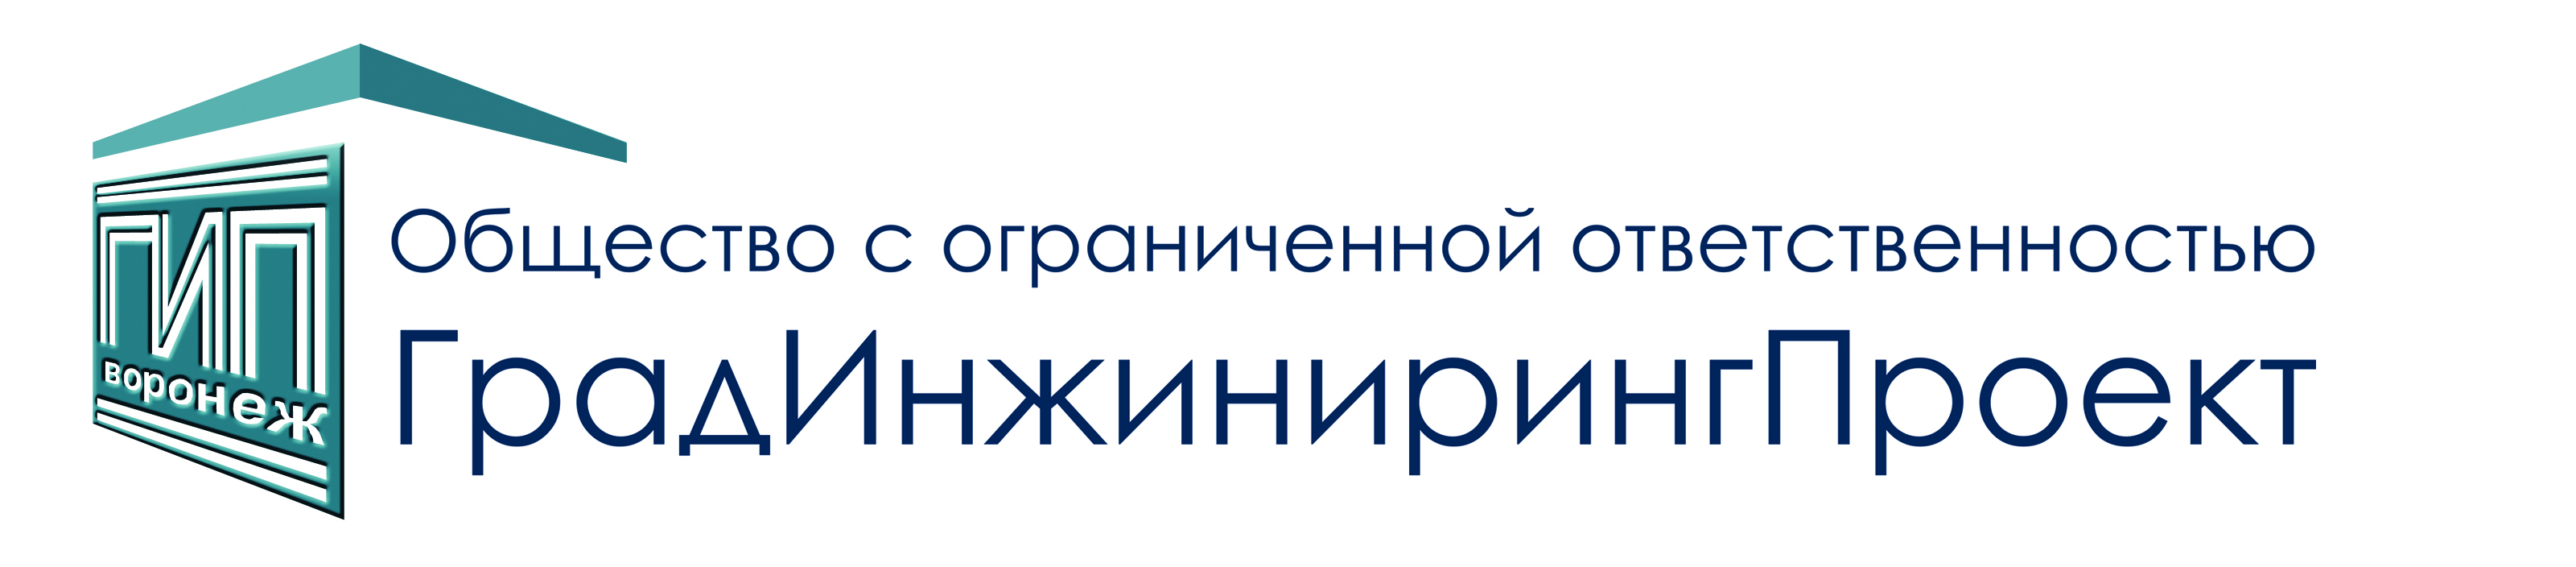 ГИП
воронеж
Общество с ограниченной ответственностью
ГрадИнжинирингПроект